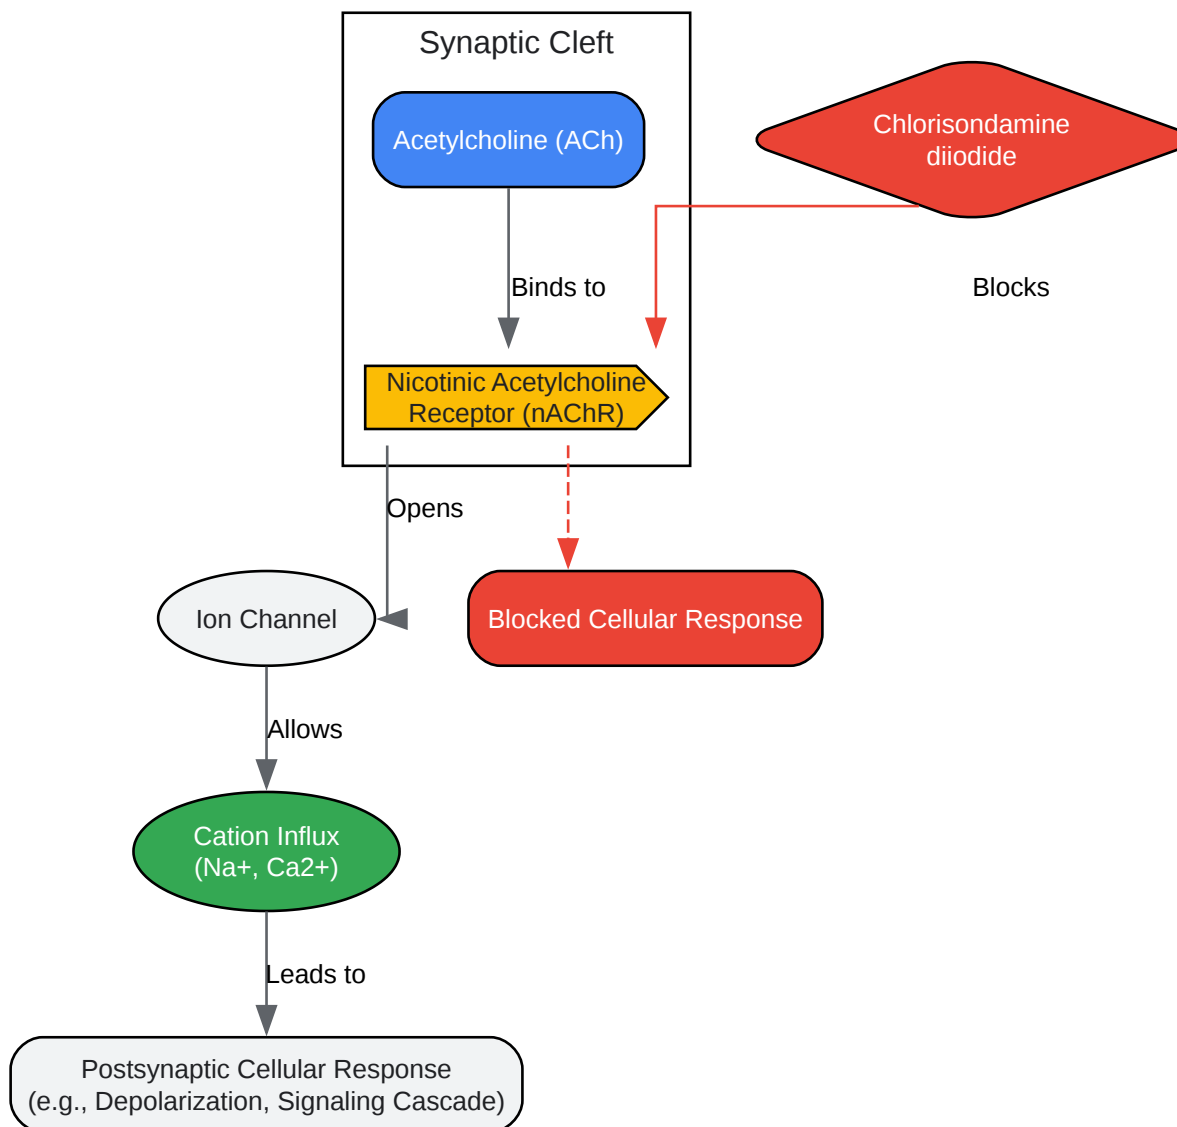 Synaptic Cleft
Acetylcholine (ACh)
Chlorisondamine
diiodide
Binds to
Blocks
Nicotinic Acetylcholine
Receptor (nAChR)
Opens
Ion Channel
Blocked Cellular Response
Allows
Cation Influx
(Na+, Ca2+)
Leads to
Postsynaptic Cellular Response
(e.g., Depolarization, Signaling Cascade)